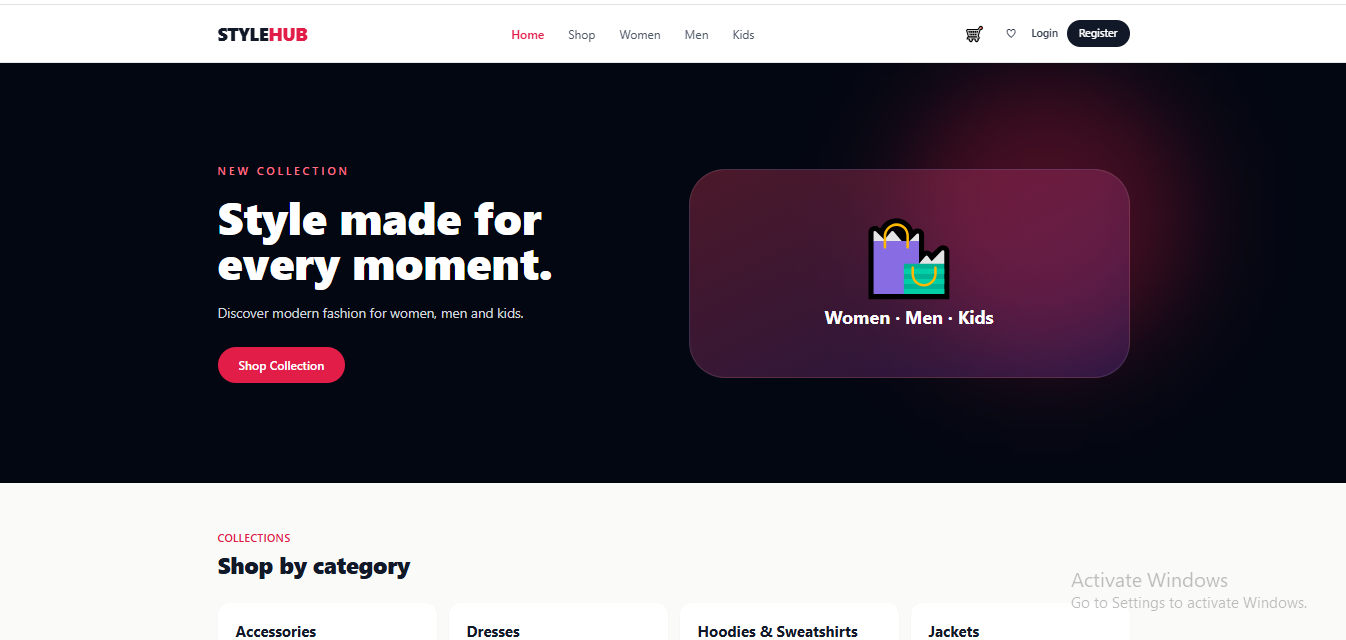 STYLEHUB
Home Shop Women Men Kids
Login Register
NEW COLLECTION
Style made for
every moment.
Discover modern fashion for women, men and kids.
Shop Collection
Women · Men · Kids
COLLECTIONS
Shop by category
Accessories
Dresses
Hoodies & Sweatshirts
Jackets
Activate Windows
Go to Settings to activate Windows.